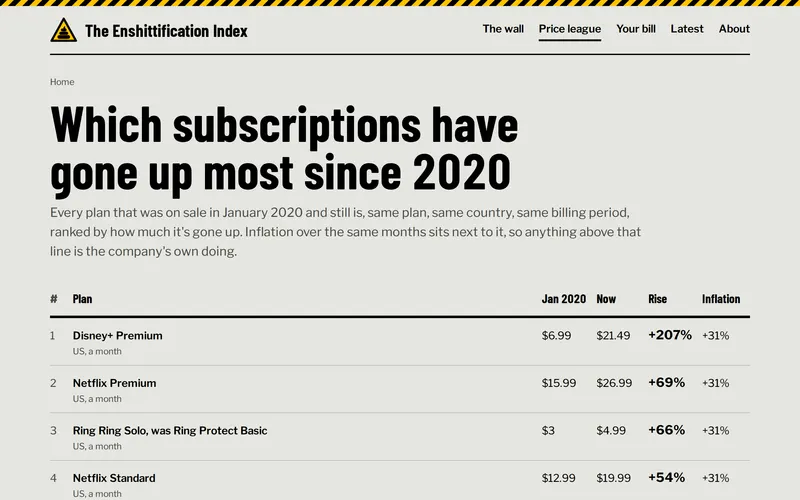 The Enshittification Index
The wall Price league Your bill Latest About
Home
Which subscriptions have
gone up most since 2020
Every plan that was on sale in January 2020 and still is, same plan, same country, same billing period,
ranked by how much it's gone up. Inflation over the same months sits next to it, so anything above that
line is the company's own doing.
# Plan Jan 2020 Now Rise Inflation
1 Disney+ Premium $6.99 $21.49 +207% +31%
US, a month
2 Netflix Premium $15.99 $26.99 +69% +31%
US, a month
3 Ring Ring Solo, was Ring Protect Basic $3 $4.99 +66% +31%
US, a month
4 Netflix Standard $12.99 $19.99 +54% +31%
US, a month